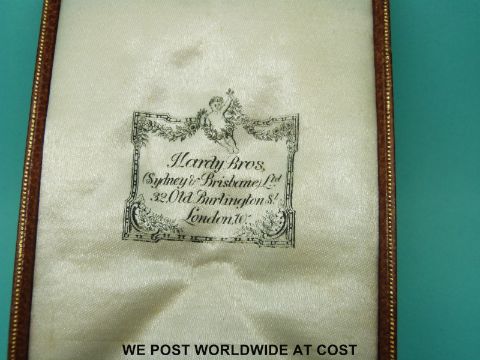 Hardy Bros,
(Sydney & Brisbane) Ltd
32, Old Burlington St
London, W.
WE POST WORLDWIDE AT COST